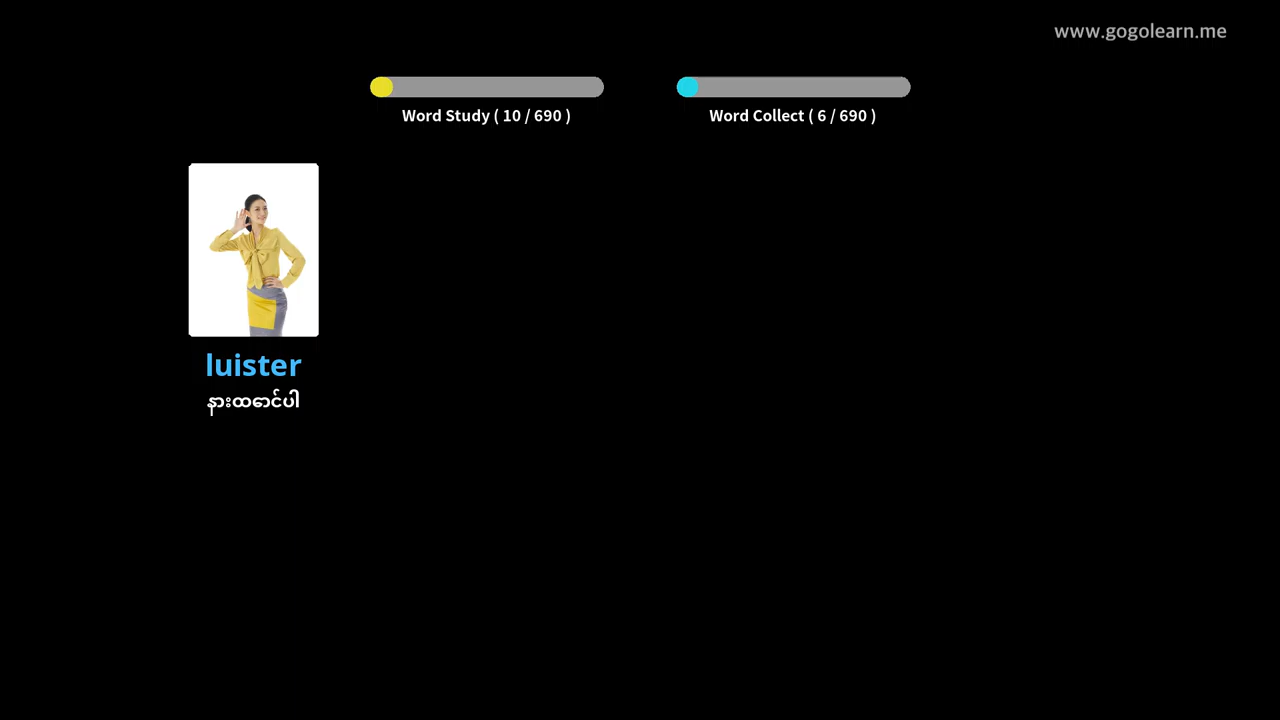 www.gogolearn.me
Word Study ( 10 / 690 )
Word Collect ( 6 / 690 )
luister
နားထောင်ပါ